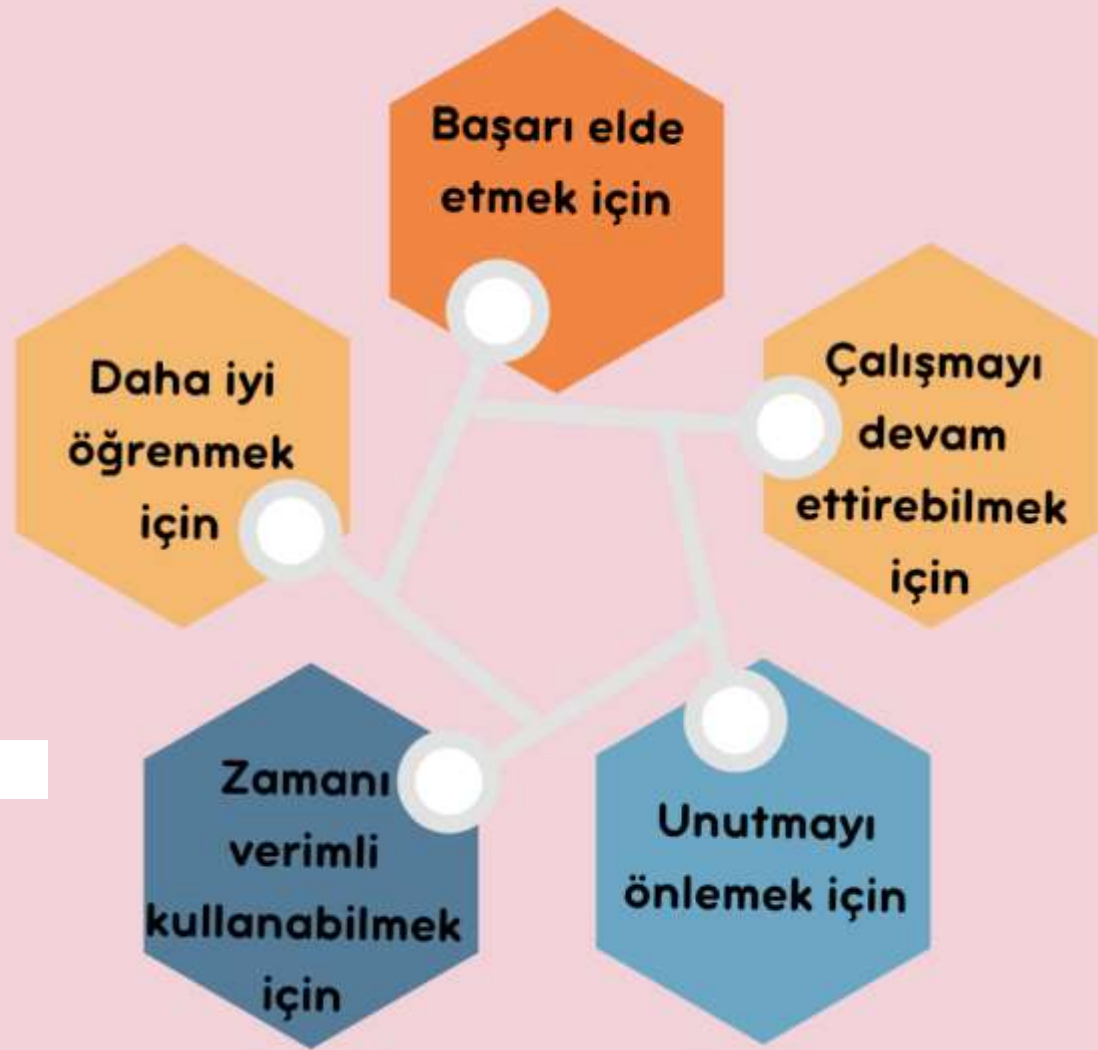 Başarı elde
etmek için
Daha iyi
öğrenmek
için
Çalışmayı
devam
ettirebilmek
için
Zamanı
verimli
kullanabilmek
için
Unutmayı
önlemek için